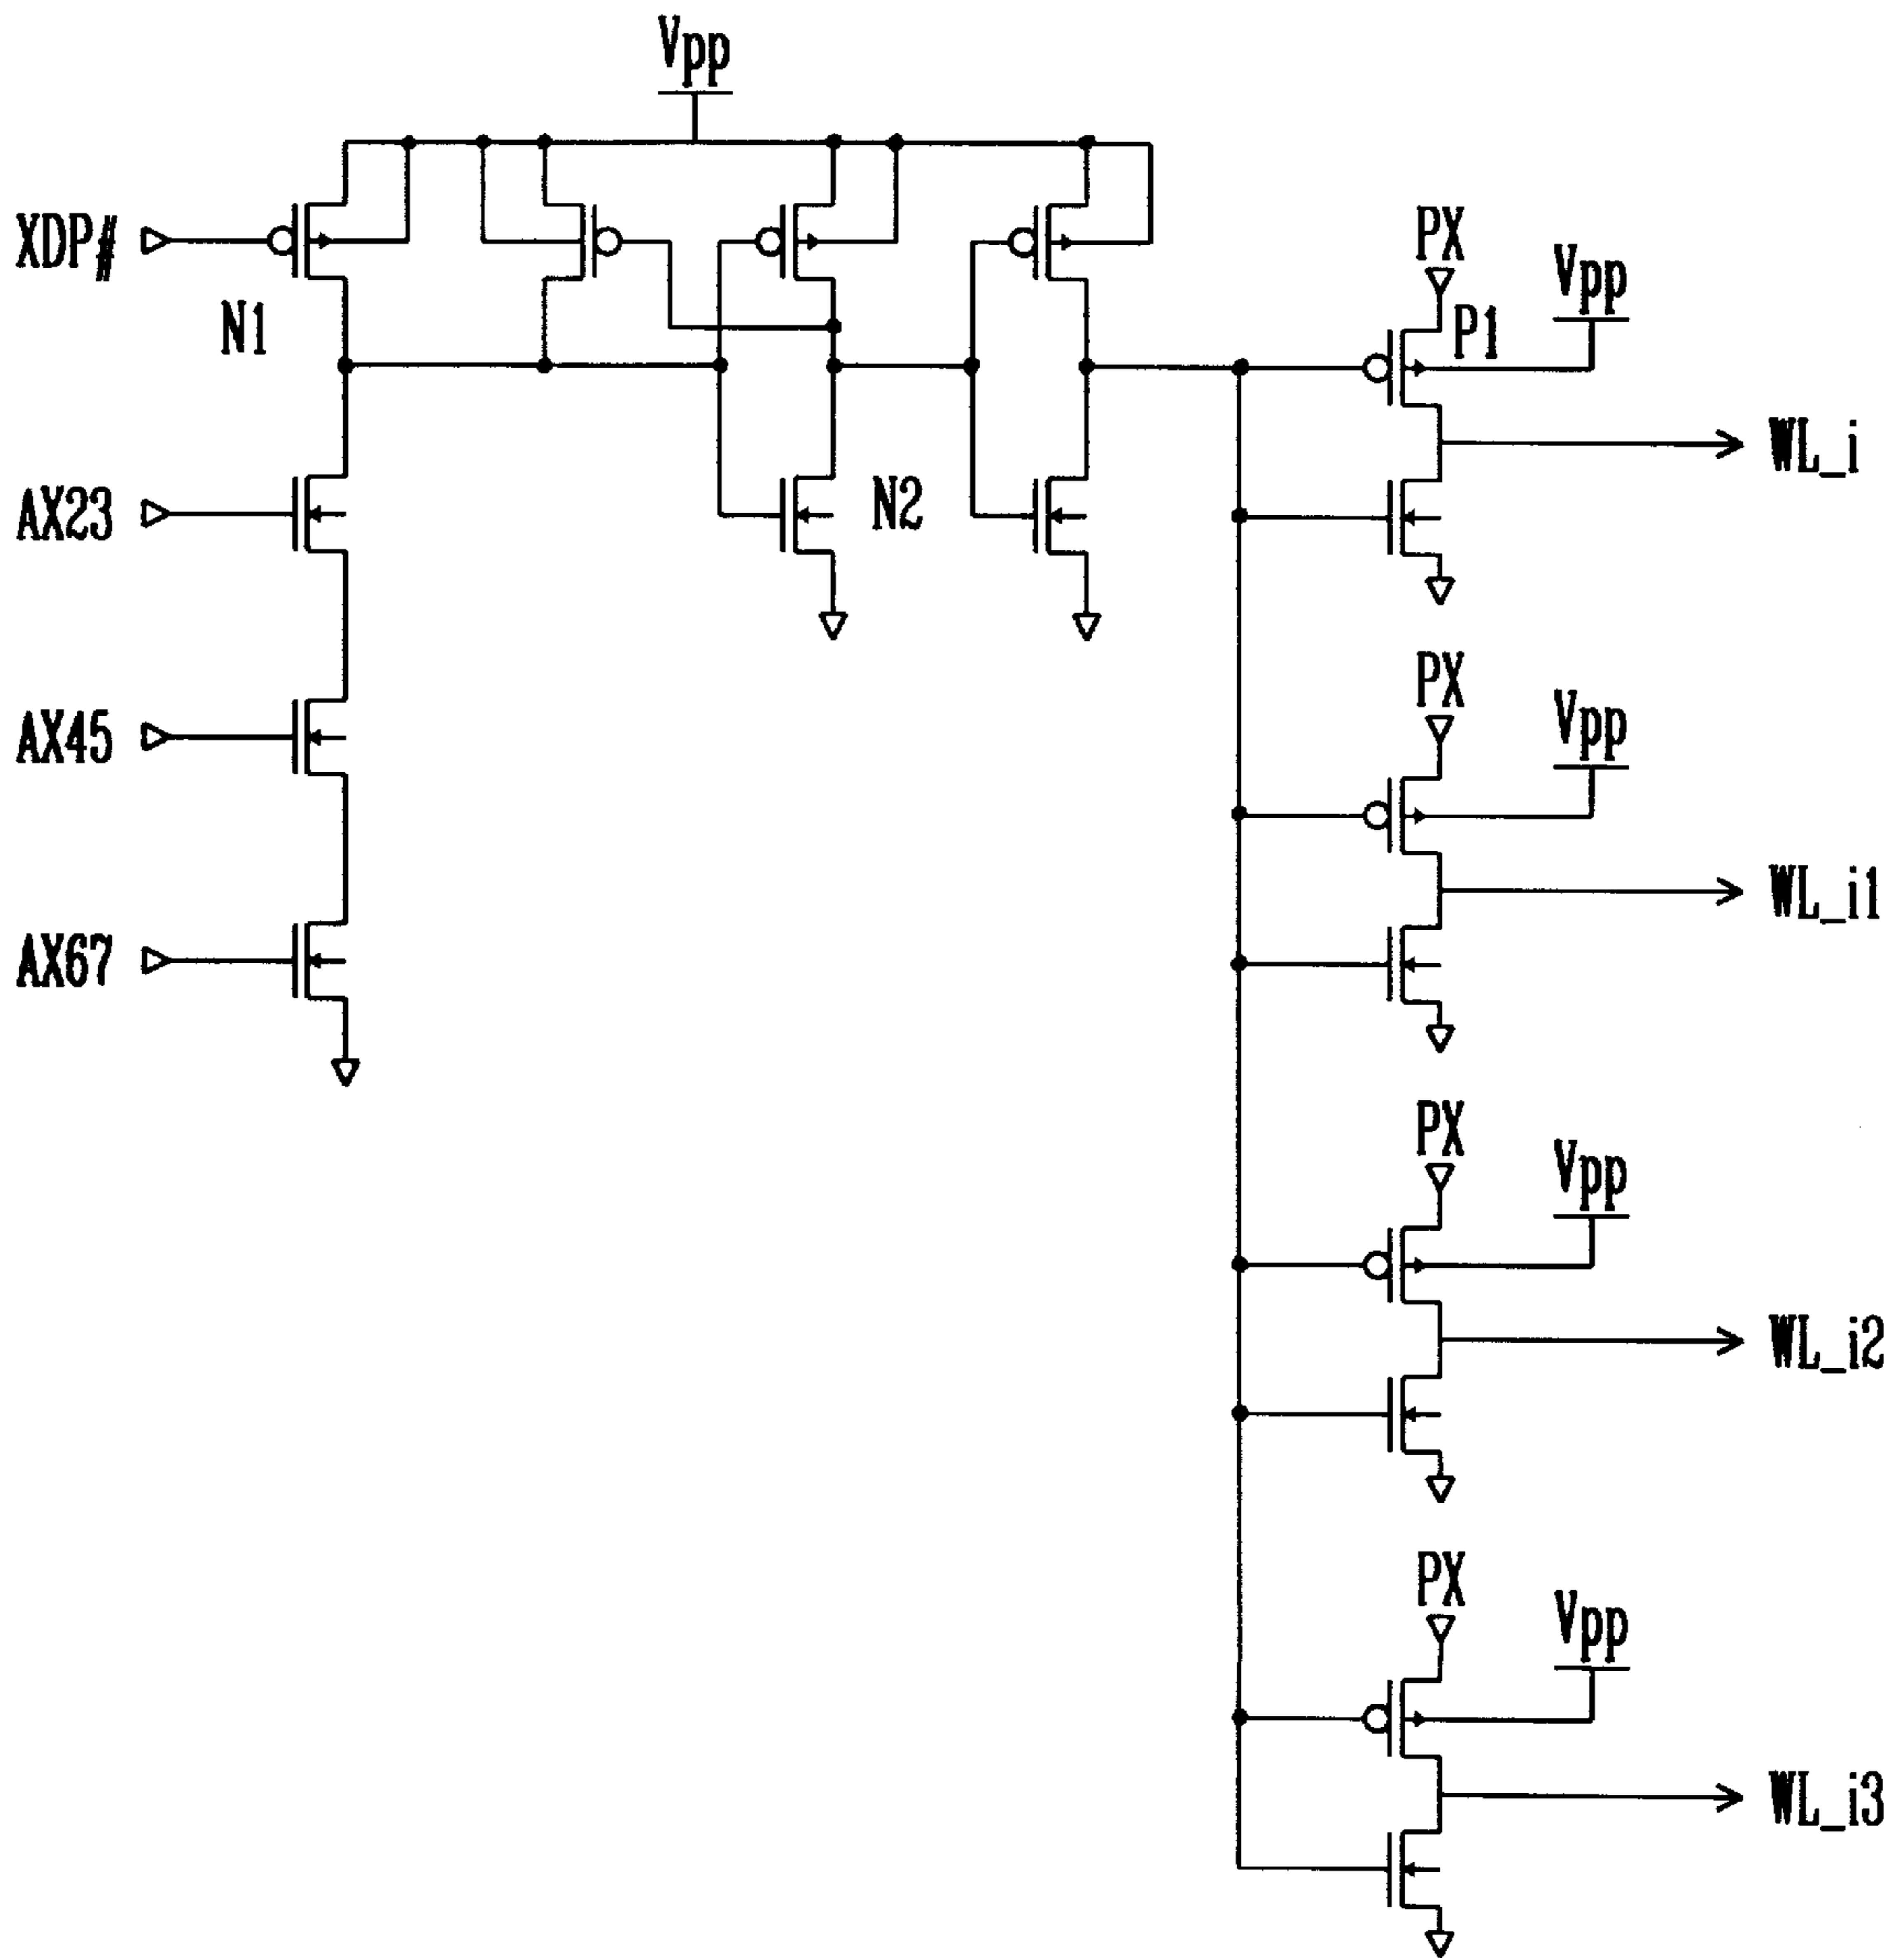 Vpp
XDP#
N1
PX
Vpp
P1
WL_i
AX23
N2
AX45
PX
Vpp
WL_i1
AX67
PX
Vpp
WL_i2
PX
Vpp
WL_i3